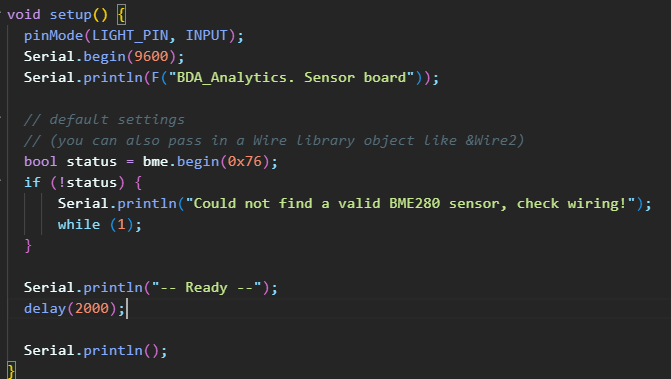 void setup() {
  pinMode(LIGHT_PIN, INPUT);
  Serial.begin(9600);
  Serial.println(F("BDA_Analytics. Sensor board"));

  // default settings
  // (you can also pass in a Wire library object like &Wire2)
  bool status = bme.begin(0x76);
  if (!status) {
      Serial.println("Could not find a valid BME280 sensor, check wiring!");
      while (1);
  }

  Serial.println("-- Ready --");
  delay(2000);

  Serial.println();
}